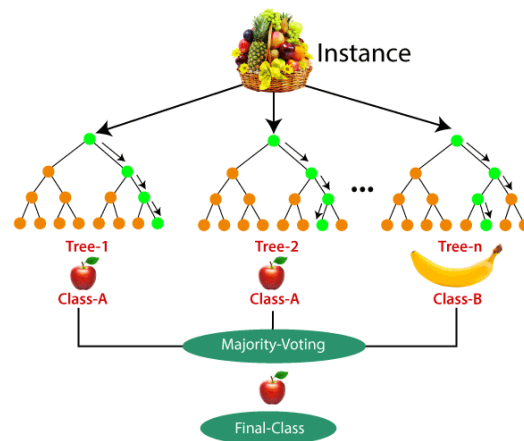 Instance
...
Tree-1
Tree-2
Tree-n
Class-A
Class-A
Class-B
Majority-Voting
Final-Class